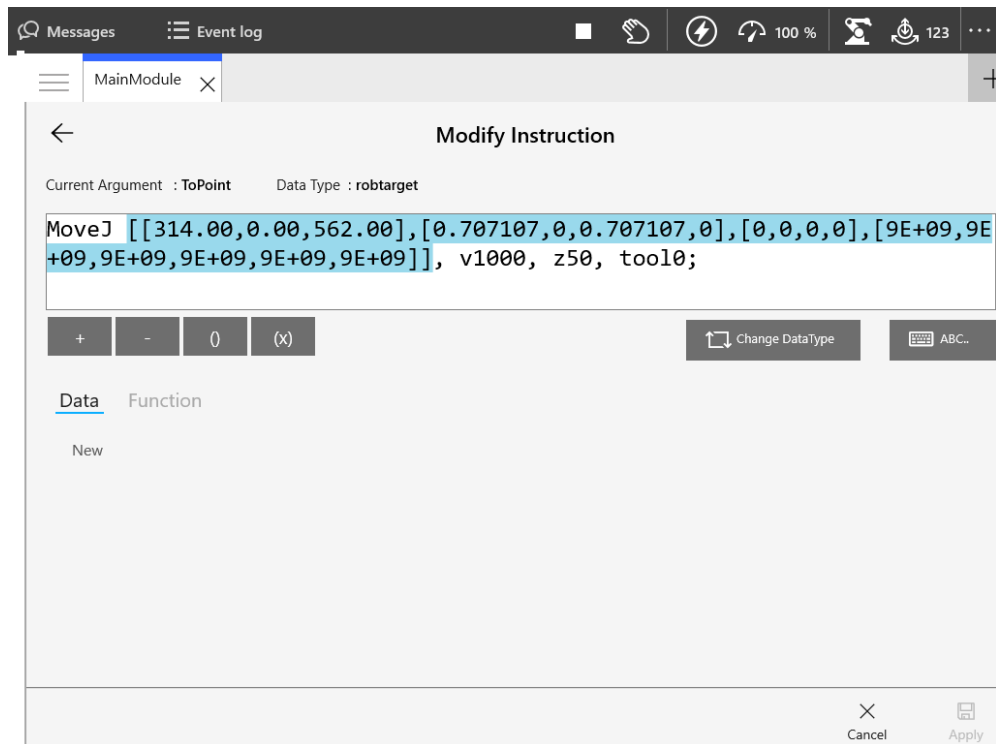 Messages Event log 100 % 123 ...
MainModule
Modify Instruction
Current Argument : ToPoint Data Type : robtarget
MoveJ [[314.00,0.00,562.00],[0.707107,0,0.707107,0],[0,0,0,0],[9E+09,9E
+09,9E+09,9E+09,9E+09,9E+09]], v1000, z50, tool0;
+ - () (x) Change DataType ABC..
Data Function
New
Cancel Apply